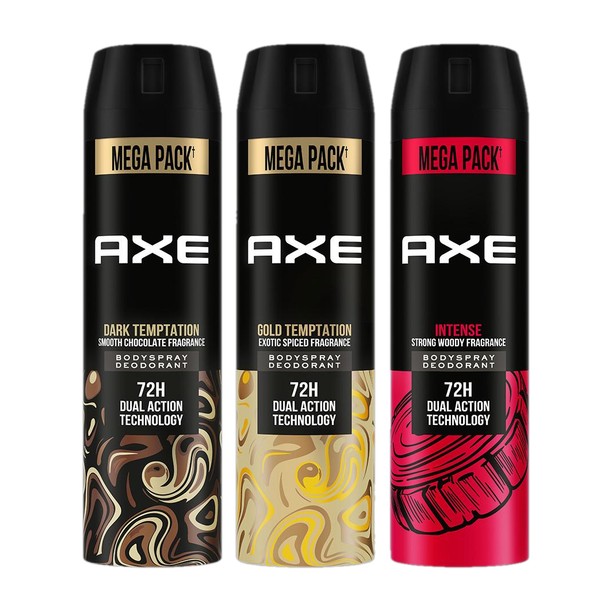 MEGA PACK†
AXE
DARK TEMPTATION
SMOOTH CHOCOLATE FRAGRANCE
BODYSPRAY
DEODORANT
72H
DUAL ACTION
TECHNOLOGY
MEGA PACK†
AXE
GOLD TEMPTATION
EXOTIC SPICED FRAGRANCE
BODYSPRAY
DEODORANT
72H
DUAL ACTION
TECHNOLOGY
MEGA PACK†
AXE
INTENSE
STRONG WOODY FRAGRANCE
BODYSPRAY
DEODORANT
72H
DUAL ACTION
TECHNOLOGY